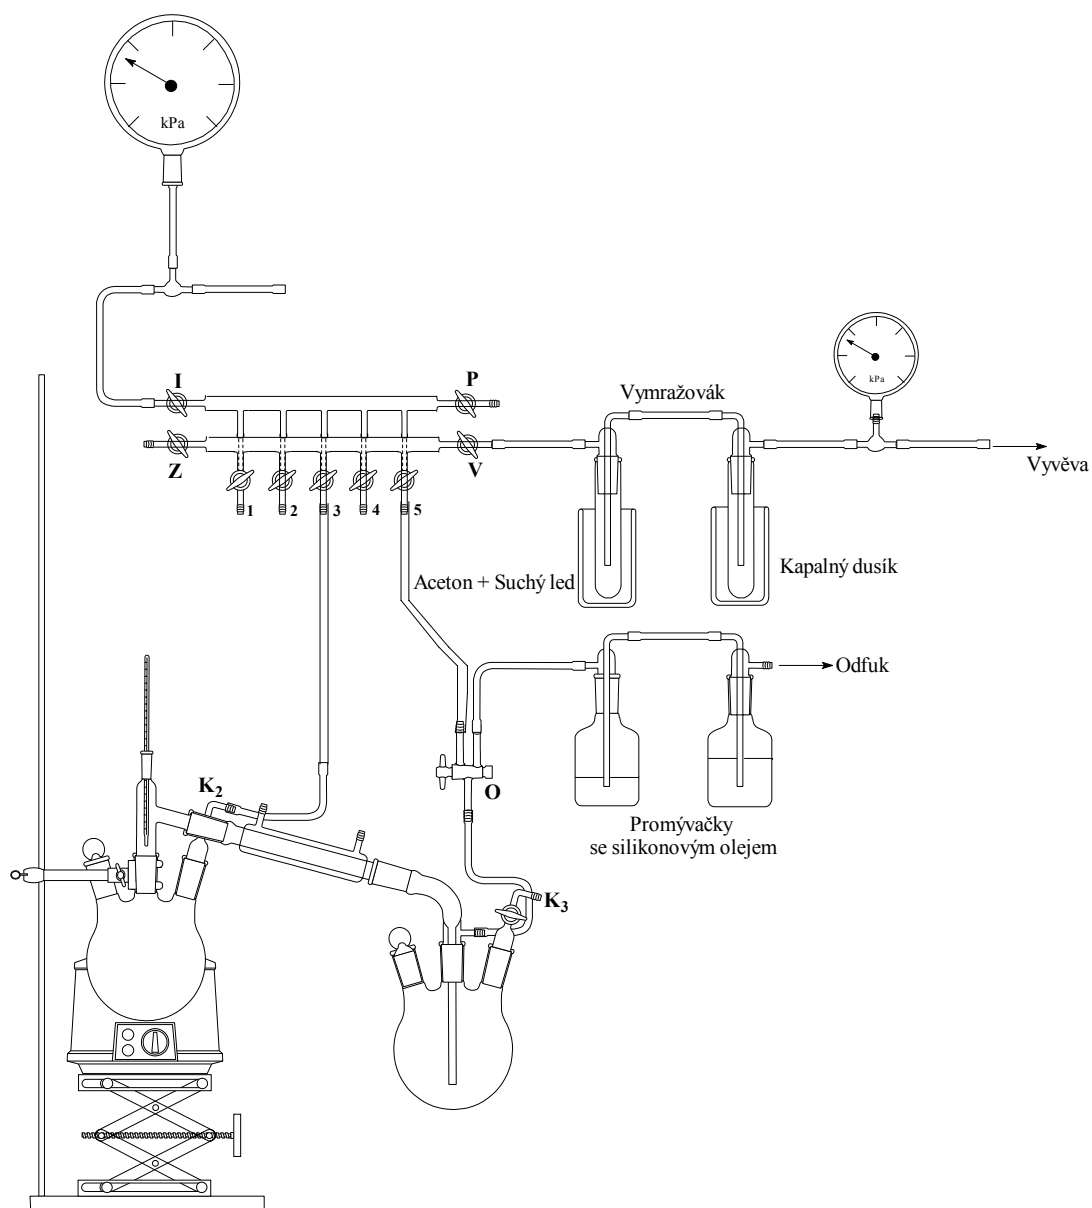 kPa
I
P
Z
V
1
2
3
4
5
Vymražovák
kPa
Vyvěva
Aceton + Suchý led
Kapalný dusík
Odfuk
K2
O
Promývačky
se silikonovým olejem
K3